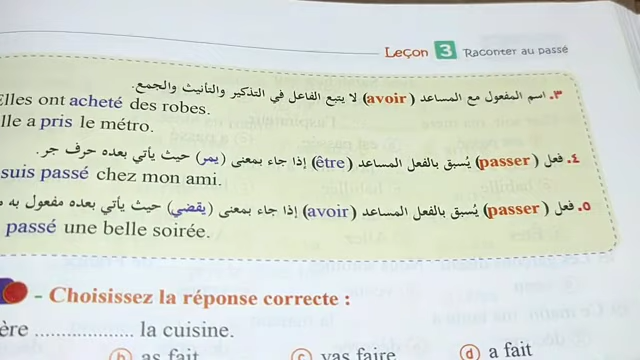 Leçon 3 Raconter au passé
٣. اسم المفعول مع المساعد (avoir) لا يتبع الفاعل في التذكير والتأنيث والجمع.
Elles ont acheté des robes.
lle a pris le métro.
٤. فعل (passer) يُسبق بالفعل المساعد (être) إذا جاء بمعنى (يمر) حيث يأتي بعده حرف جر.
suis passé chez mon ami.
٥. فعل (passer) يُسبق بالفعل المساعد (avoir) إذا جاء بمعنى (يقضي) حيث يأتي بعده مفعول به
passé une belle soirée.
- Choisissez la réponse correcte :
ère .................. la cuisine.
b as fait c vas faire d a fait